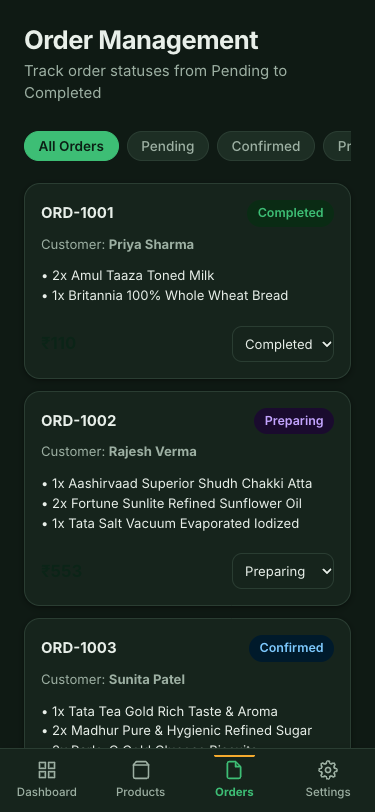 Order Management
Track order statuses from Pending to
Completed
All Orders
Pending
Confirmed
Pr
ORD-1001
Completed
Customer: Priya Sharma
• 2x Amul Taaza Toned Milk
• 1x Britannia 100% Whole Wheat Bread
₹110
Completed
ORD-1002
Preparing
Customer: Rajesh Verma
• 1x Aashirvaad Superior Shudh Chakki Atta
• 2x Fortune Sunlite Refined Sunflower Oil
• 1x Tata Salt Vacuum Evaporated Iodized
₹553
Preparing
ORD-1003
Confirmed
Customer: Sunita Patel
• 1x Tata Tea Gold Rich Taste & Aroma
• 2x Madhur Pure & Hygienic Refined Sugar
Dashboard
Products
Orders
Settings